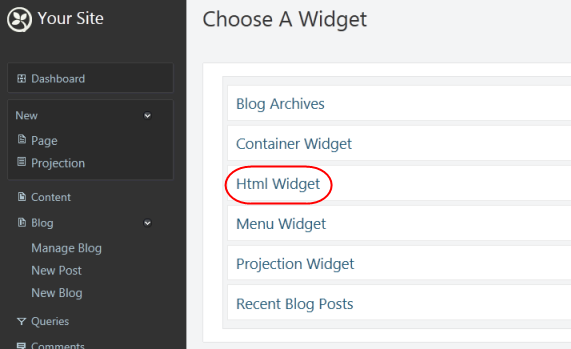 Your Site
Dashboard
New
Page
Projection
Content
Blog
Manage Blog
New Post
New Blog
Queries
Comments
Choose A Widget
Blog Archives
Container Widget
Html Widget
Menu Widget
Projection Widget
Recent Blog Posts